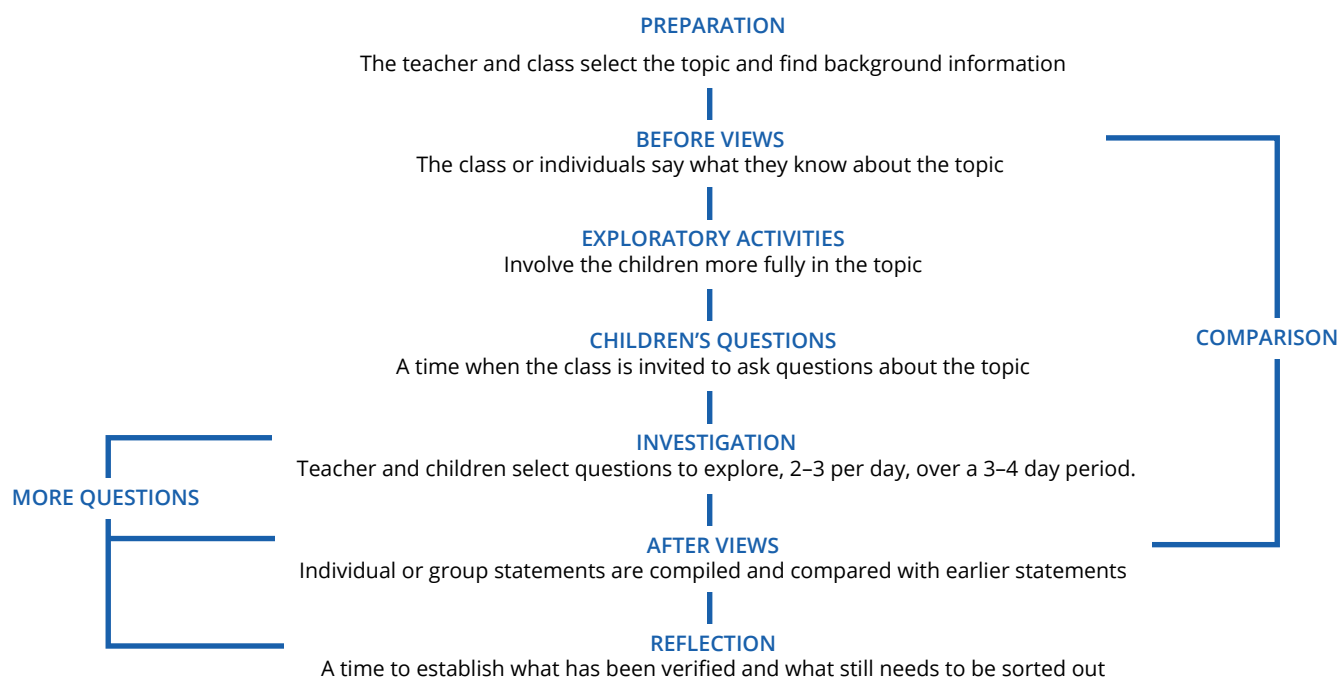 PREPARATION
The teacher and class select the topic and find background information
BEFORE VIEWS
The class or individuals say what they know about the topic
EXPLORATORY ACTIVITIES
Involve the children more fully in the topic
CHILDREN’S QUESTIONS
COMPARISON
A time when the class is invited to ask questions about the topic
INVESTIGATION
Teacher and children select questions to explore, 2–3 per day, over a 3–4 day period.
MORE QUESTIONS
AFTER VIEWS
Individual or group statements are compiled and compared with earlier statements
REFLECTION
A time to establish what has been verified and what still needs to be sorted out